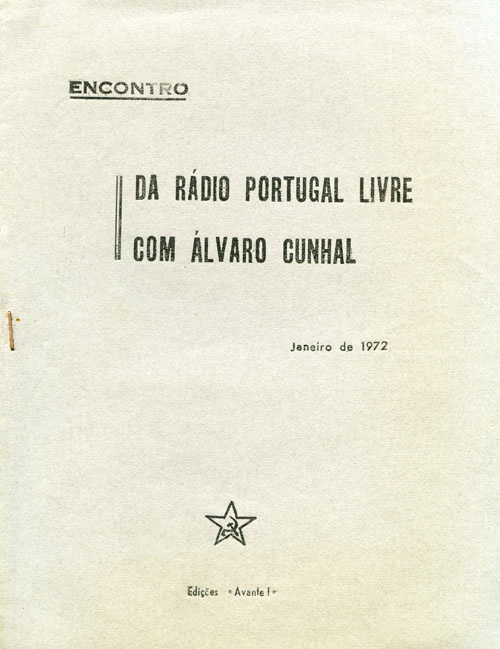 ENCONTRO
DA RÁDIO PORTUGAL LIVRE
COM ÁLVARO CUNHAL
Janeiro de 1972
Edições «Avante!»